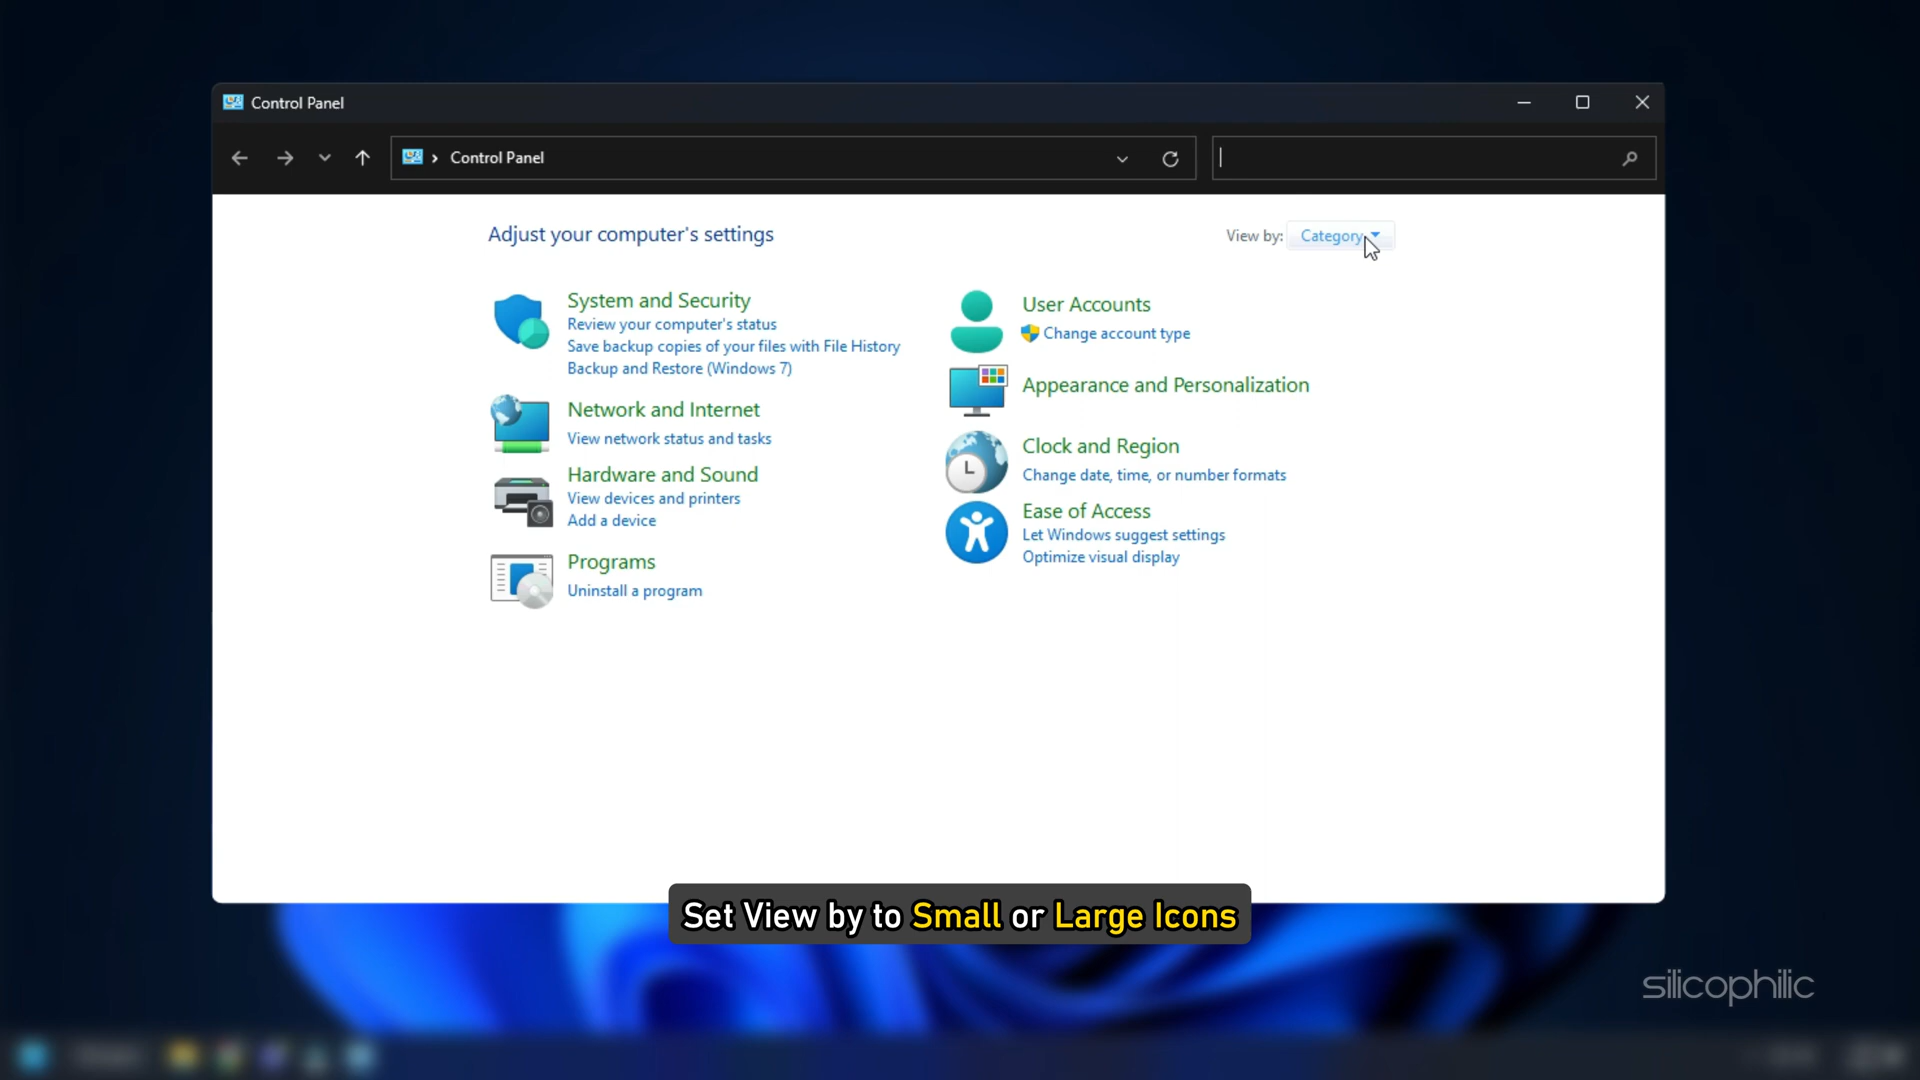 Control Panel
Control Panel
Adjust your computer's settings
View by: Category
System and Security
Review your computer's status
Save backup copies of your files with File History
Backup and Restore (Windows 7)
Network and Internet
View network status and tasks
Hardware and Sound
View devices and printers
Add a device
Programs
Uninstall a program
User Accounts
Change account type
Appearance and Personalization
Clock and Region
Change date, time, or number formats
Ease of Access
Let Windows suggest settings
Optimize visual display
Set View by to Small or Large Icons
silicophilic